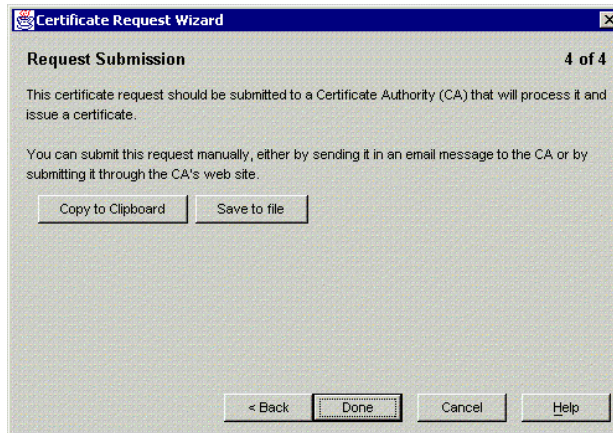 Certificate Request Wizard
Request Submission 4 of 4
This certificate request should be submitted to a Certificate Authority (CA) that will process it and
issue a certificate.
You can submit this request manually, either by sending it in an email message to the CA or by
submitting it through the CA's web site.
Copy to Clipboard Save to file
< Back Done Cancel Help